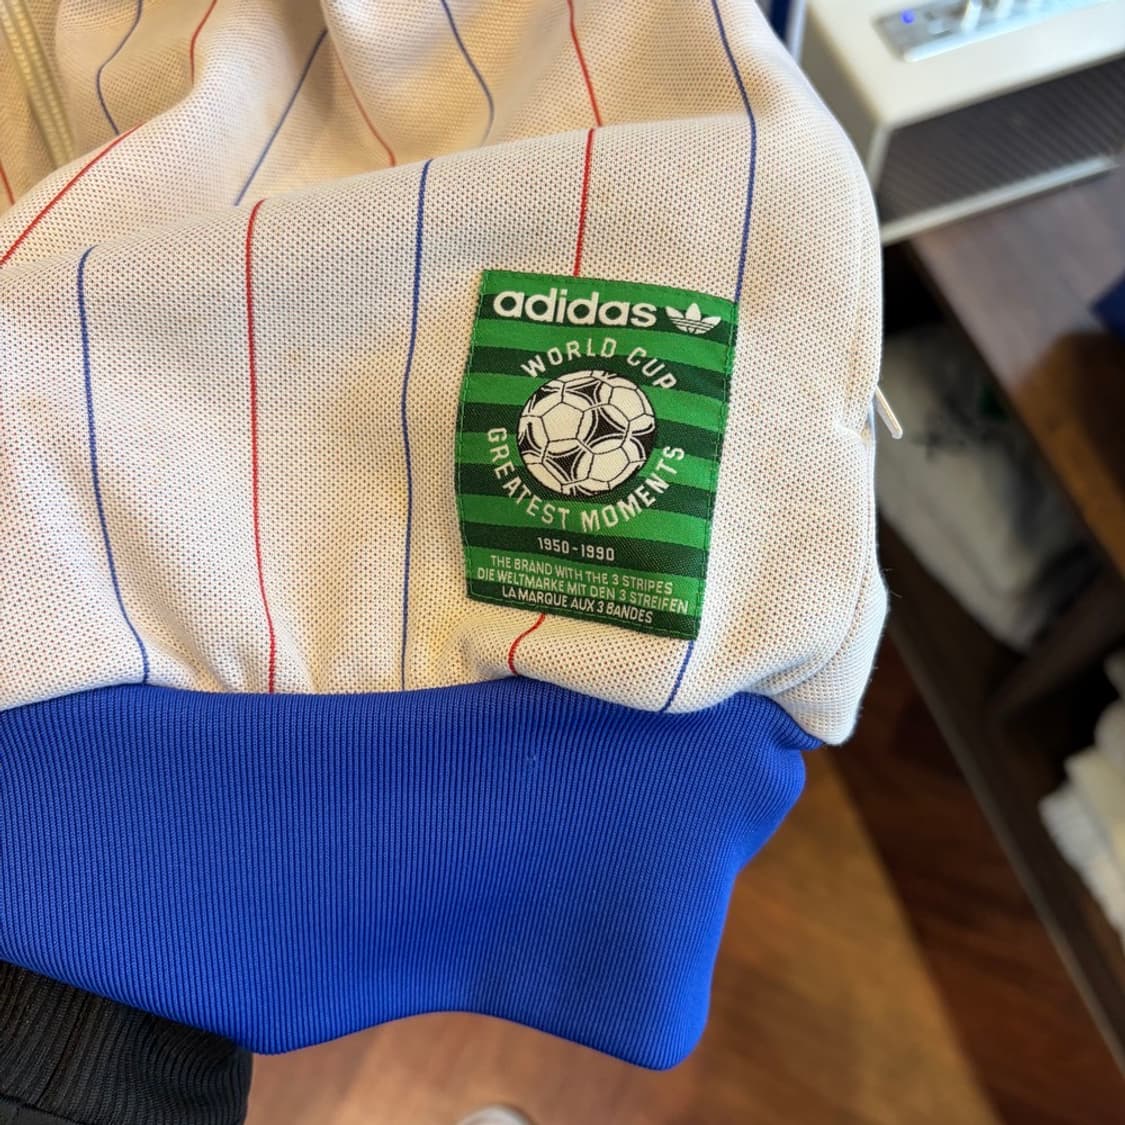 adidas
WORLD CUP
GREATEST MOMENTS
1950-1990
THE BRAND WITH THE 3 STRIPES
DIE WELTMARKE MIT DEN 3 STREIFEN
LA MARQUE AUX 3 BANDES